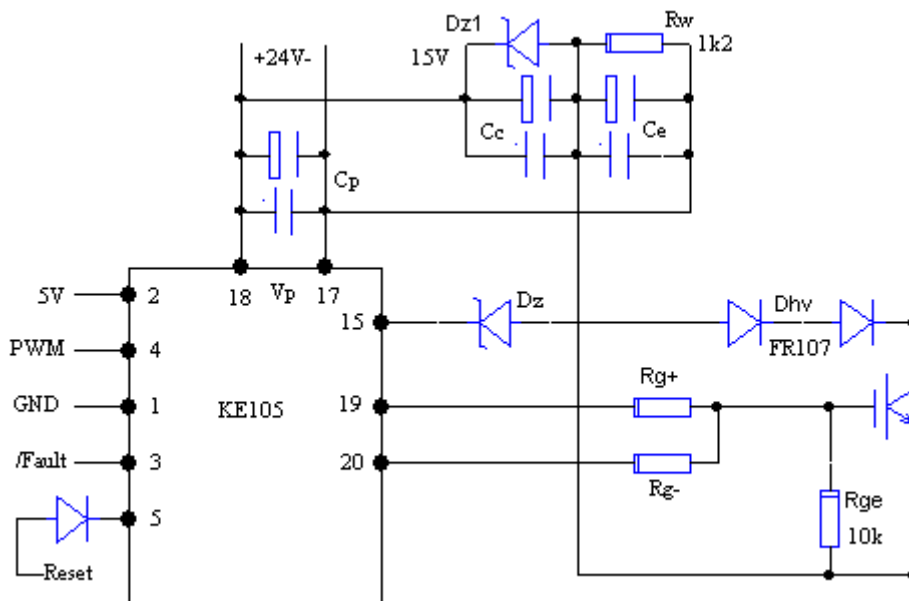 Dz1
Rw
+24V-
15V
1k2
Cc
Ce
Cp
5V
2
18
Vp
17
15
Dz
Dhv
FR107
PWM
4
Rg+
GND
1
KE105
19
/Fault
3
20
Rg-
Rge
10k
5
Reset